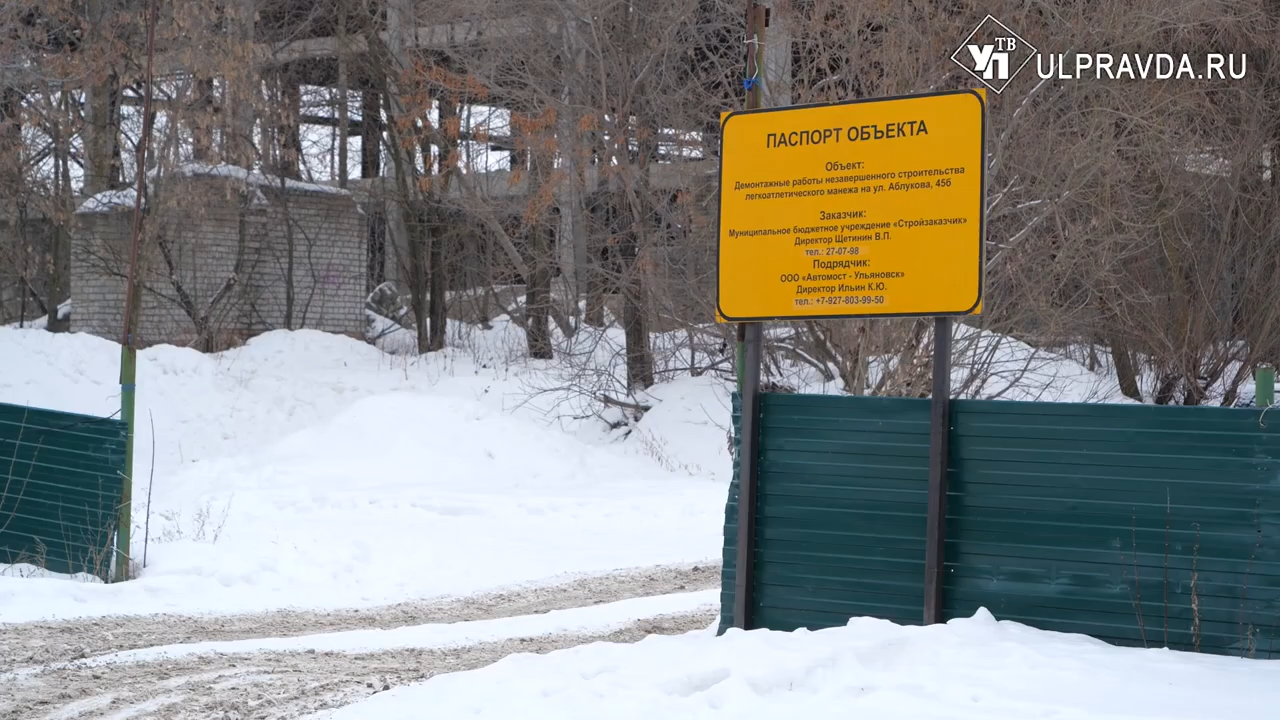 ТВ
УП
ULPRAVDA.RU
ПАСПОРТ ОБЪЕКТА
Объект:
Демонтажные работы незавершенного строительства
легкоатлетического манежа на ул. Аблукова, 45б
Заказчик:
Муниципальное бюджетное учреждение «Стройзаказчик»
Директор Щетинин В.П.
тел.: 27-07-98
Подрядчик:
ООО «Автомост - Ульяновск»
Директор Ильин К.Ю.
тел.: +7-927-803-99-50